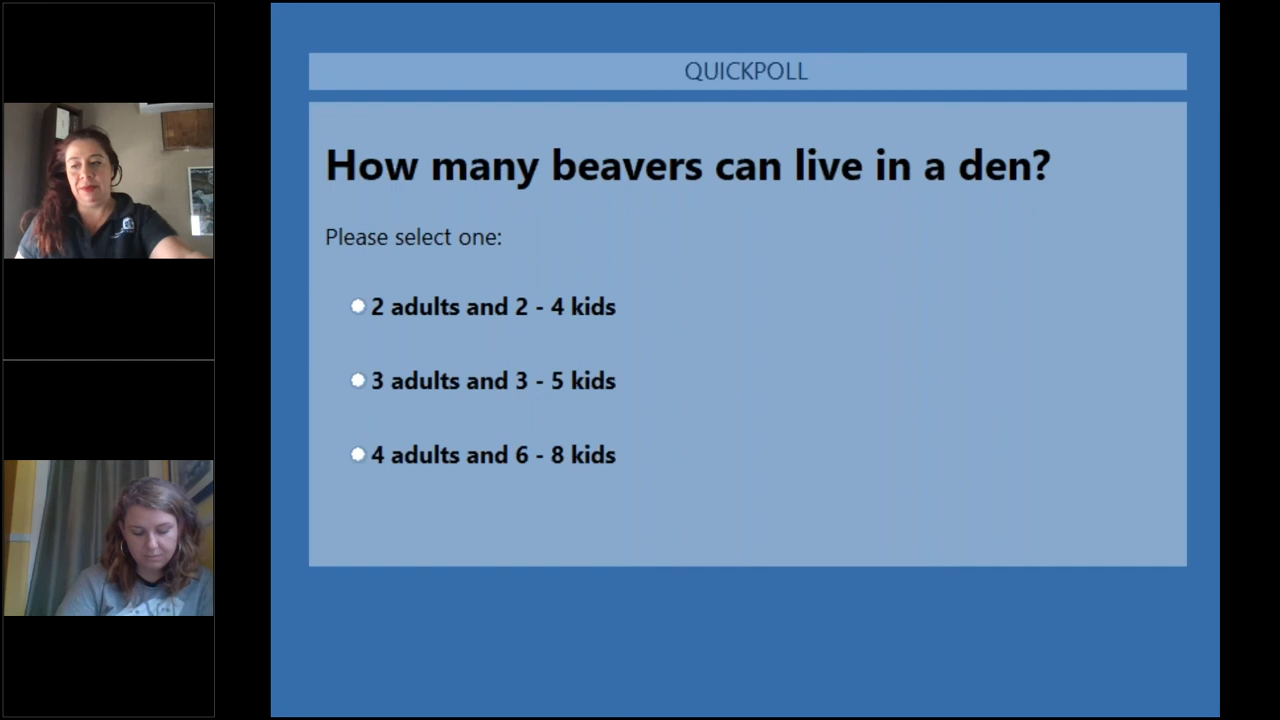 QUICKPOLL
How many beavers can live in a den?
Please select one:
2 adults and 2 - 4 kids
3 adults and 3 - 5 kids
4 adults and 6 - 8 kids